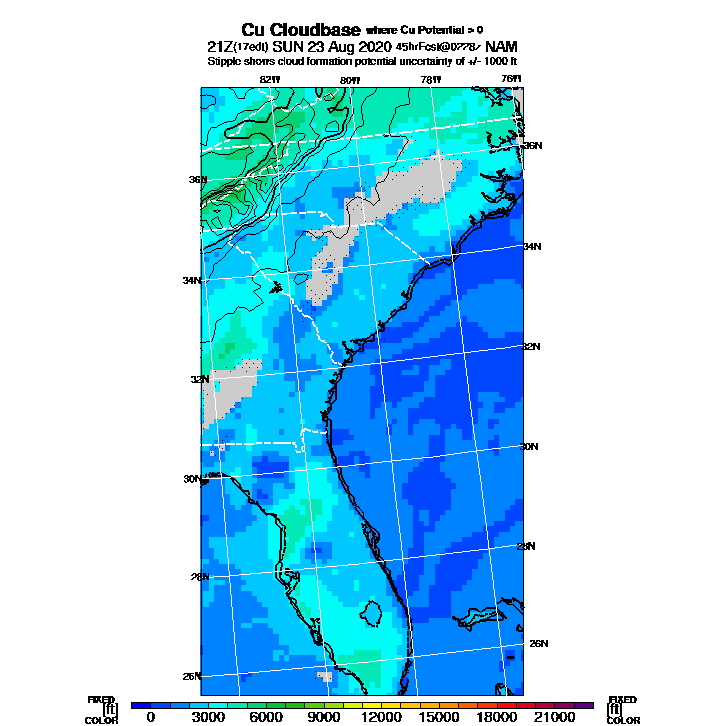 Cu Cloudbase where Cu Potential > 0
21Z(17edt) SUN 23 Aug 2020 45hrFcst@0778z NAM
Stipple shows cloud formation potential uncertainty of +/- 1000 ft
82W 80W 78W 76W
36N
36N
34N
34N
32N
32N
30N
30N
28N
28N
26N
26N
FIXED FIXED
[ft] [ft]
COLOR COLOR
0 3000 6000 9000 12000 15000 18000 21000